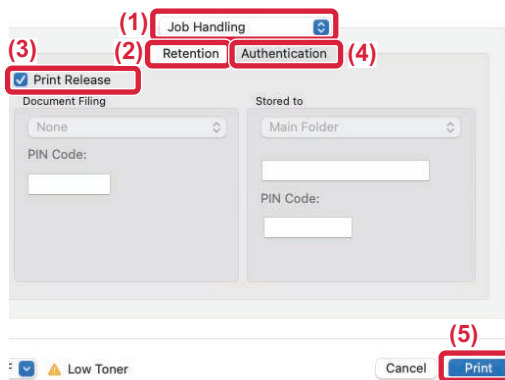 (1)
Job Handling
(3)
(2)
Retention
Authentication
(4)
Print Release
Document Filing
Stored to
None
Main Folder
PIN Code:
PIN Code:
(5)
Low Toner
Cancel
Print